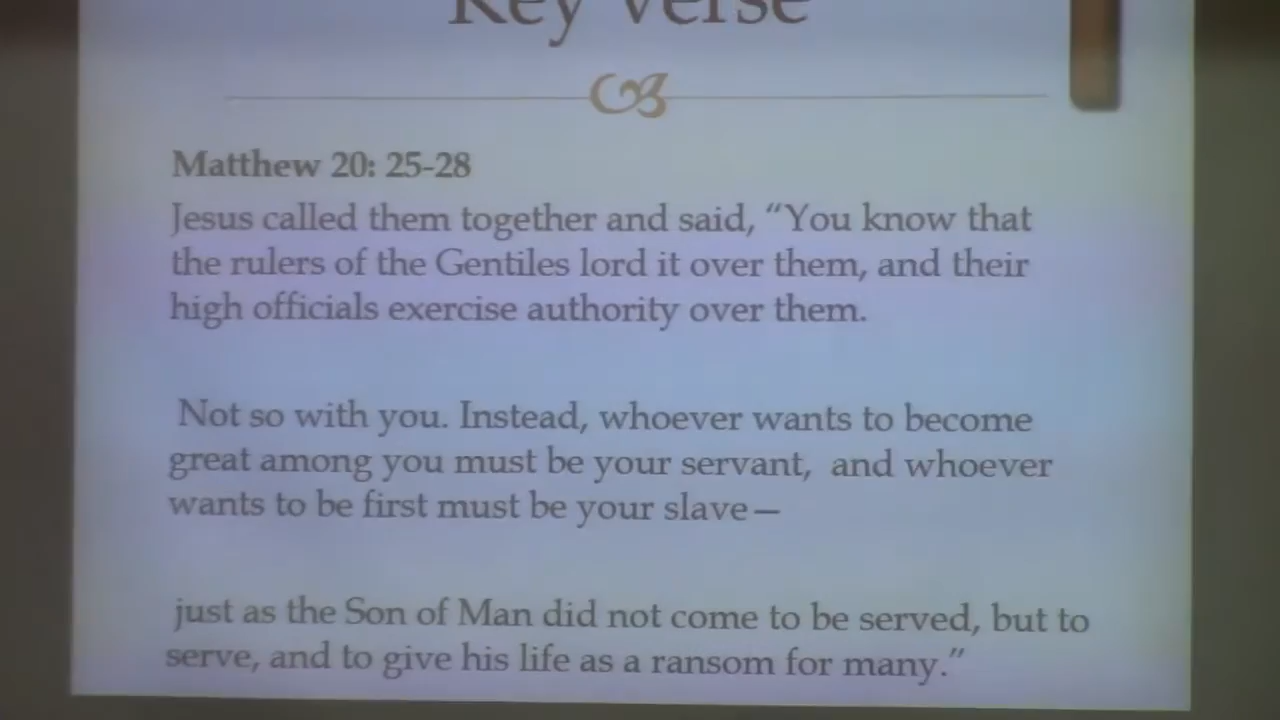 Key Verse
Matthew 20: 25-28
Jesus called them together and said, “You know that
the rulers of the Gentiles lord it over them, and their
high officials exercise authority over them.
Not so with you. Instead, whoever wants to become
great among you must be your servant,  and whoever
wants to be first must be your slave—
just as the Son of Man did not come to be served, but to
serve, and to give his life as a ransom for many.”